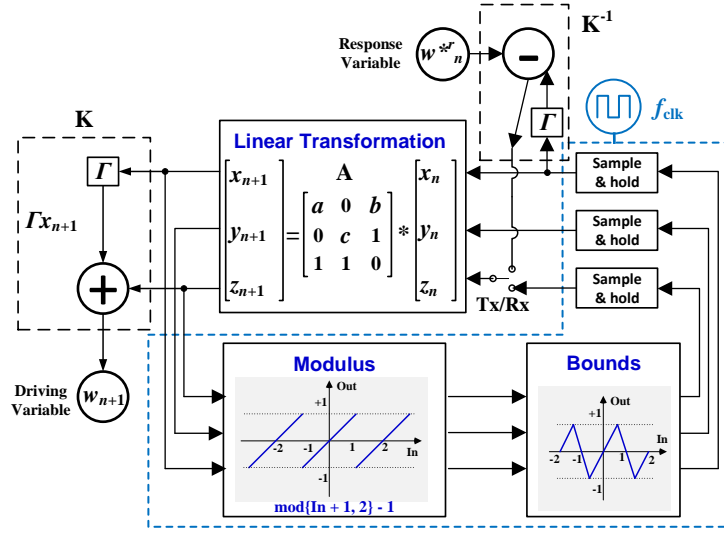 K⁻¹
Response
Variable
w*ʳₙ
−
Γ
f_clk
K
Γ
Γxₙ₊₁
+
Driving
Variable
wₙ₊₁
Linear Transformation
A
xₙ₊₁ a 0 b xₙ
yₙ₊₁ = 0 c 1 * yₙ
zₙ₊₁ 1 1 0 zₙ
Tx/Rx
Sample
& hold
Sample
& hold
Sample
& hold
Modulus
Out
+1
-2 -1 1 2 In
-1
mod{In + 1, 2} - 1
Bounds
Out
+1
In
-2 -1 1 2
-1